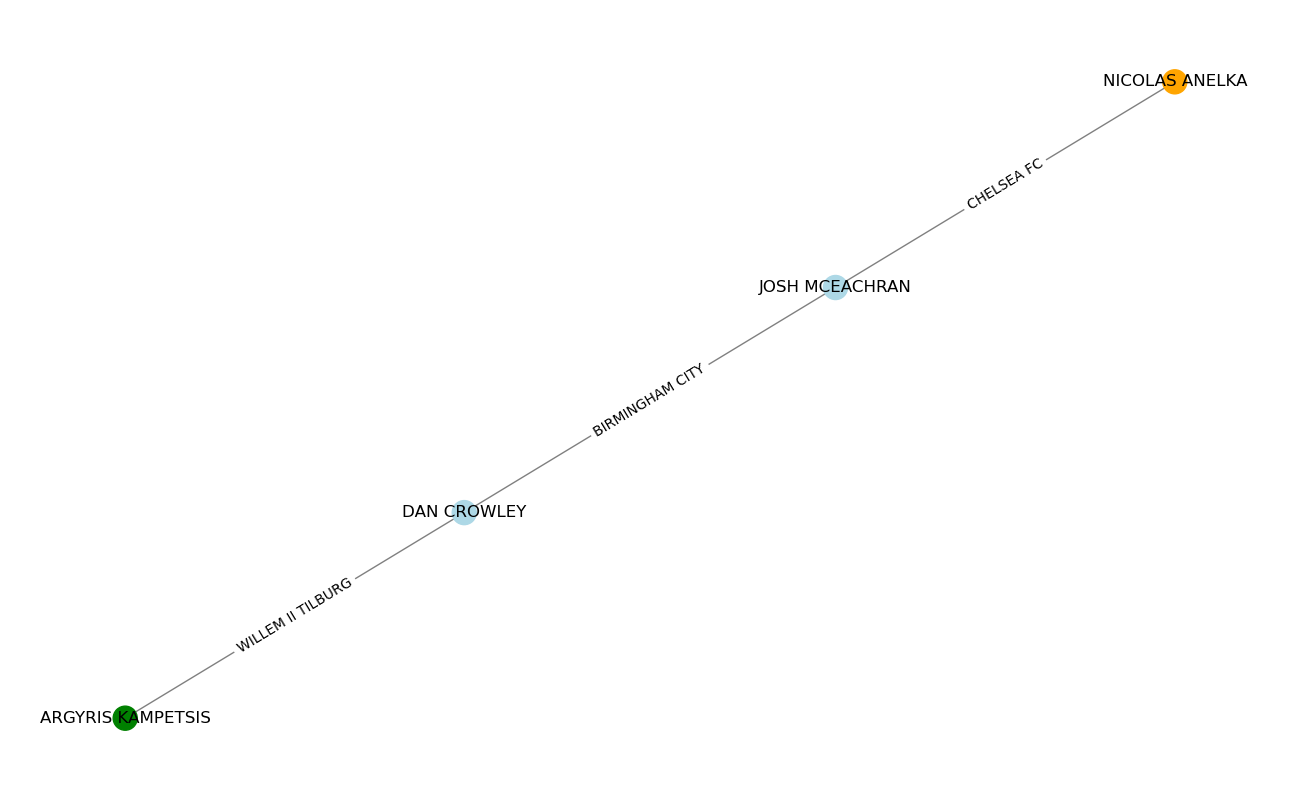 NICOLAS ANELKA
CHELSEA FC
JOSH MCEACHRAN
BIRMINGHAM CITY
DAN CROWLEY
WILLEM II TILBURG
ARGYRIS KAMPETSIS